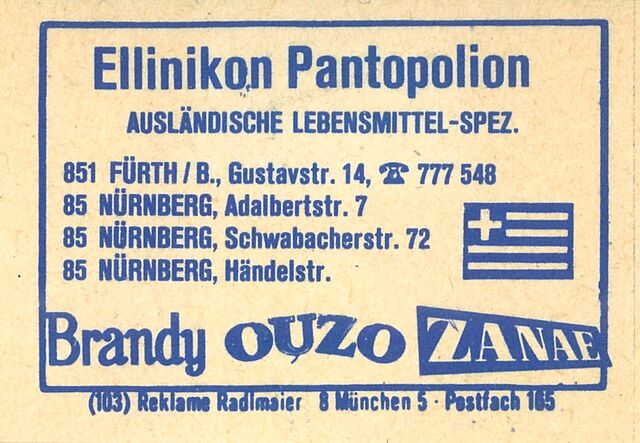 Ellinikon Pantopolion
AUSLÄNDISCHE LEBENSMITTEL-SPEZ.
851 FÜRTH / B., Gustavstr. 14, ☎ 777 548
85 NÜRNBERG, Adalbertstr. 7
85 NÜRNBERG, Schwabacherstr. 72
85 NÜRNBERG, Händelstr.
Brandy OUZO ZANAE
(103) Reklame Radlmaier 8 München 5 · Postfach 165